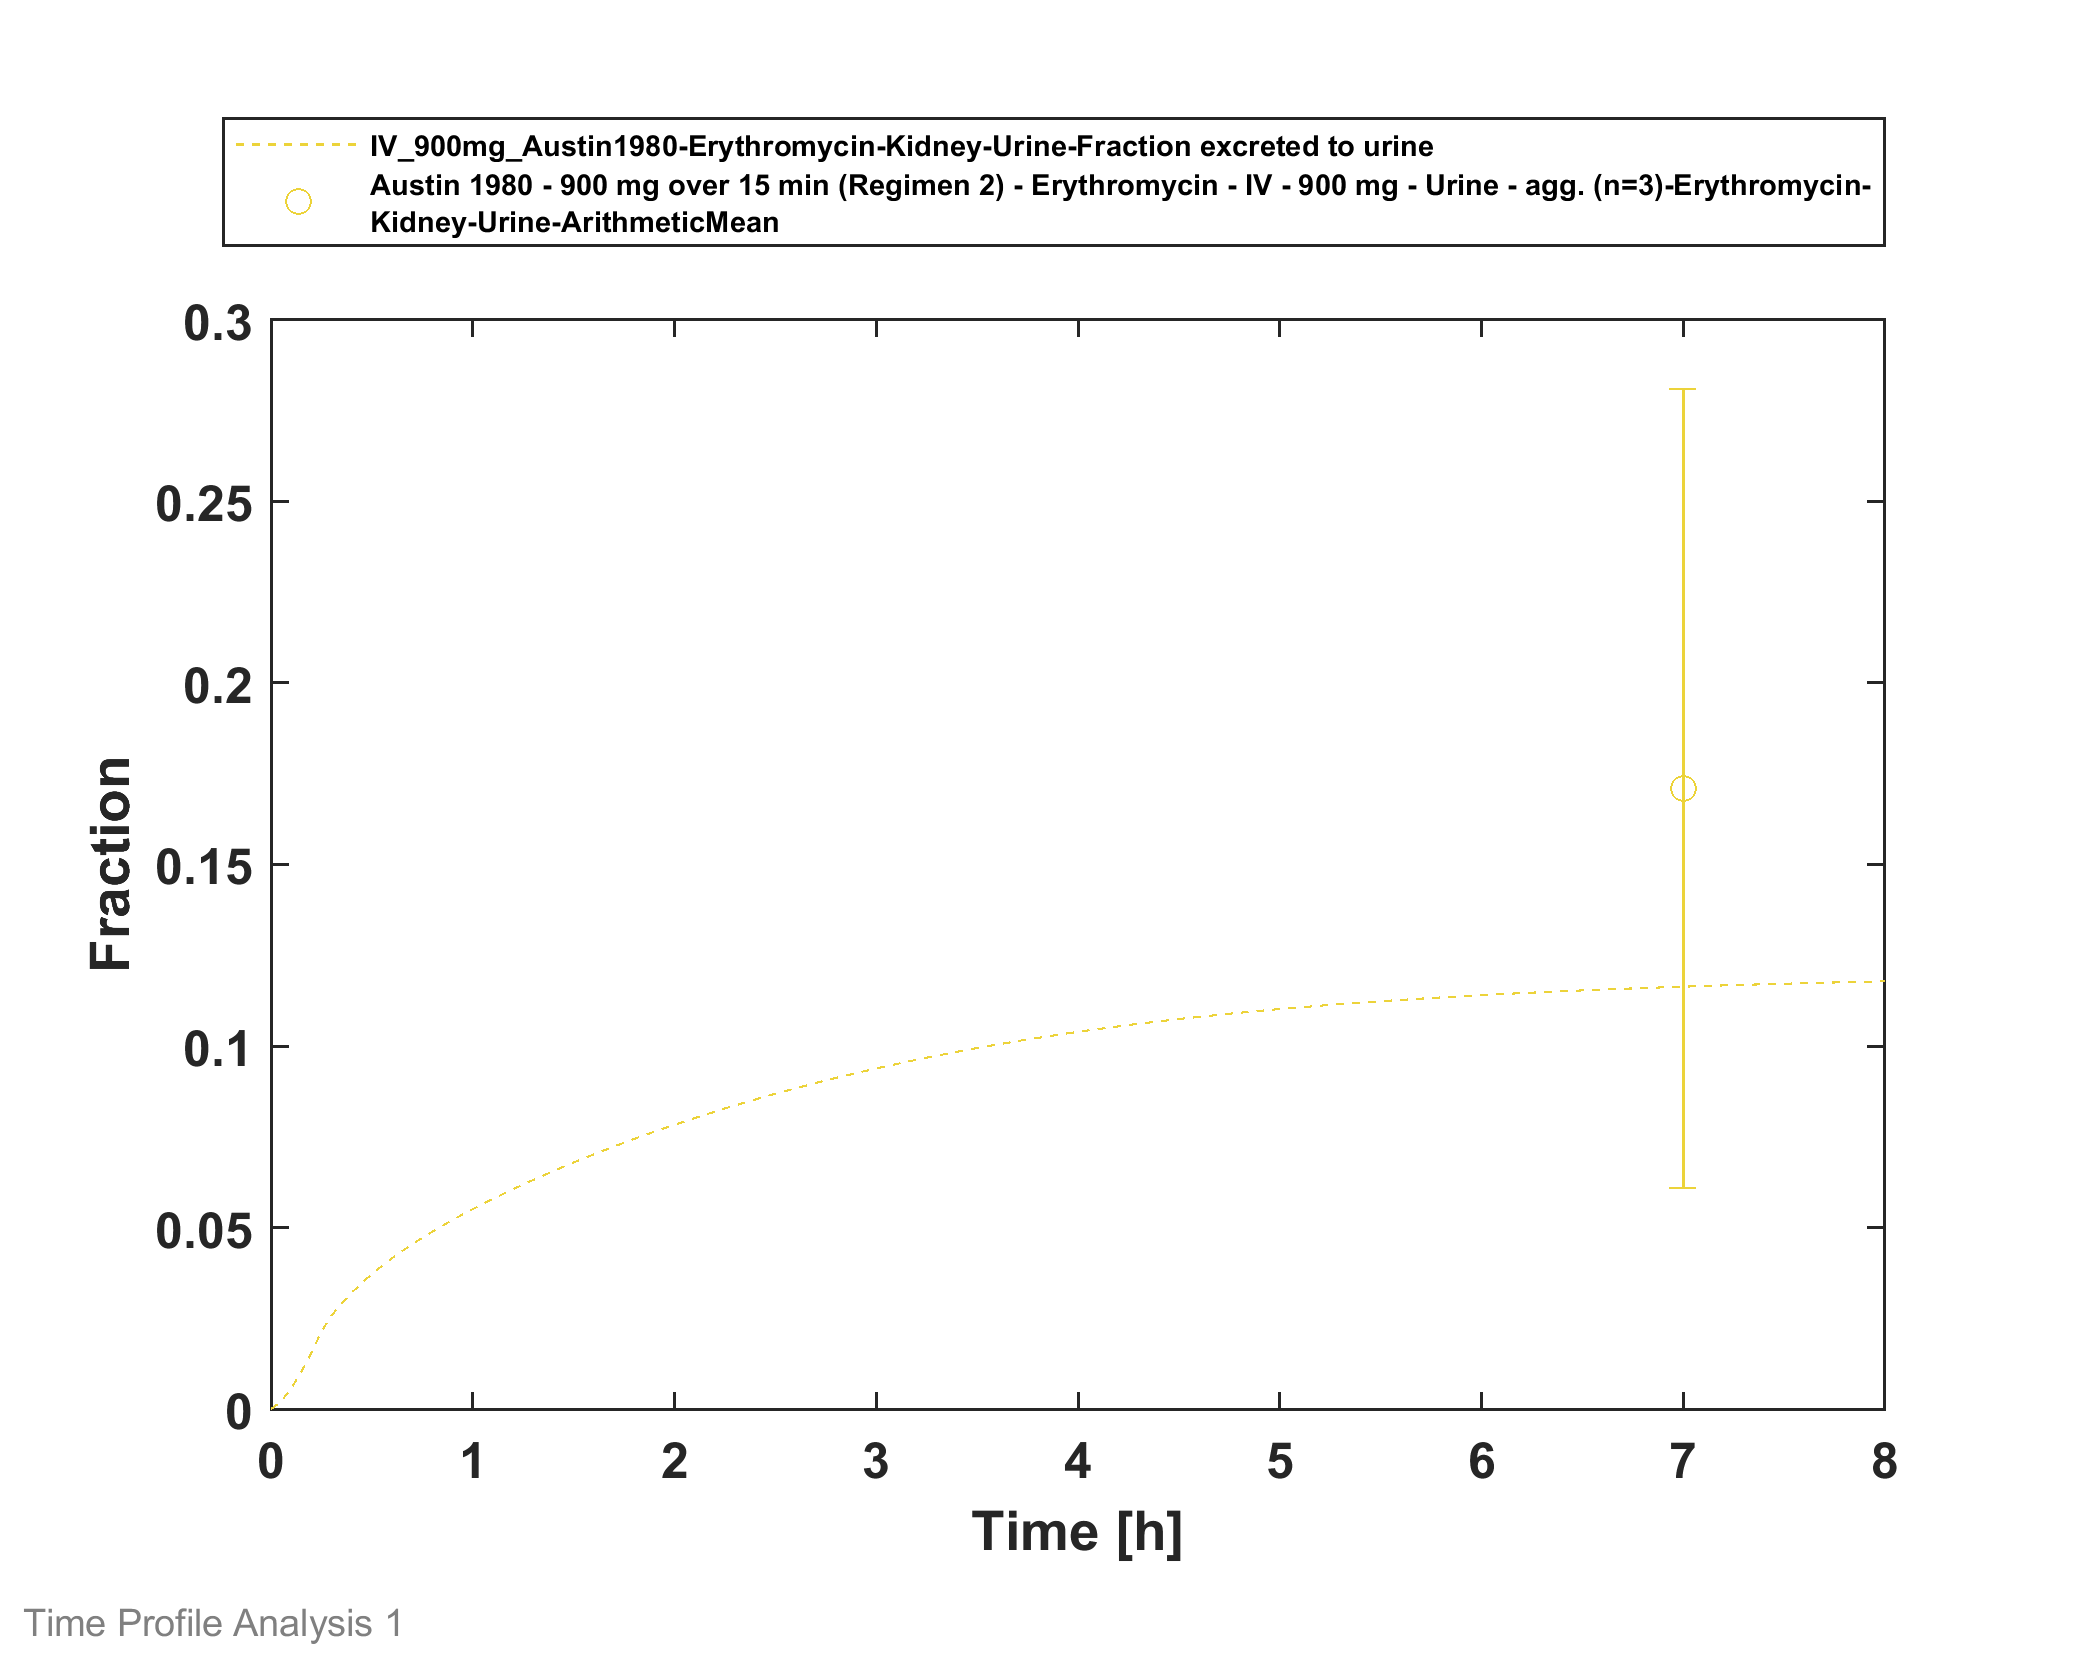 IV_900mg_Austin1980-Erythromycin-Kidney-Urine-Fraction excreted to urine
Austin 1980 - 900 mg over 15 min (Regimen 2) - Erythromycin - IV - 900 mg - Urine - agg. (n=3)-Erythromycin-
Kidney-Urine-ArithmeticMean
0.3
0.25
0.2
0.15
0.1
0.05
0
Fraction
0 1 2 3 4 5 6 7 8
Time [h]
Time Profile Analysis 1